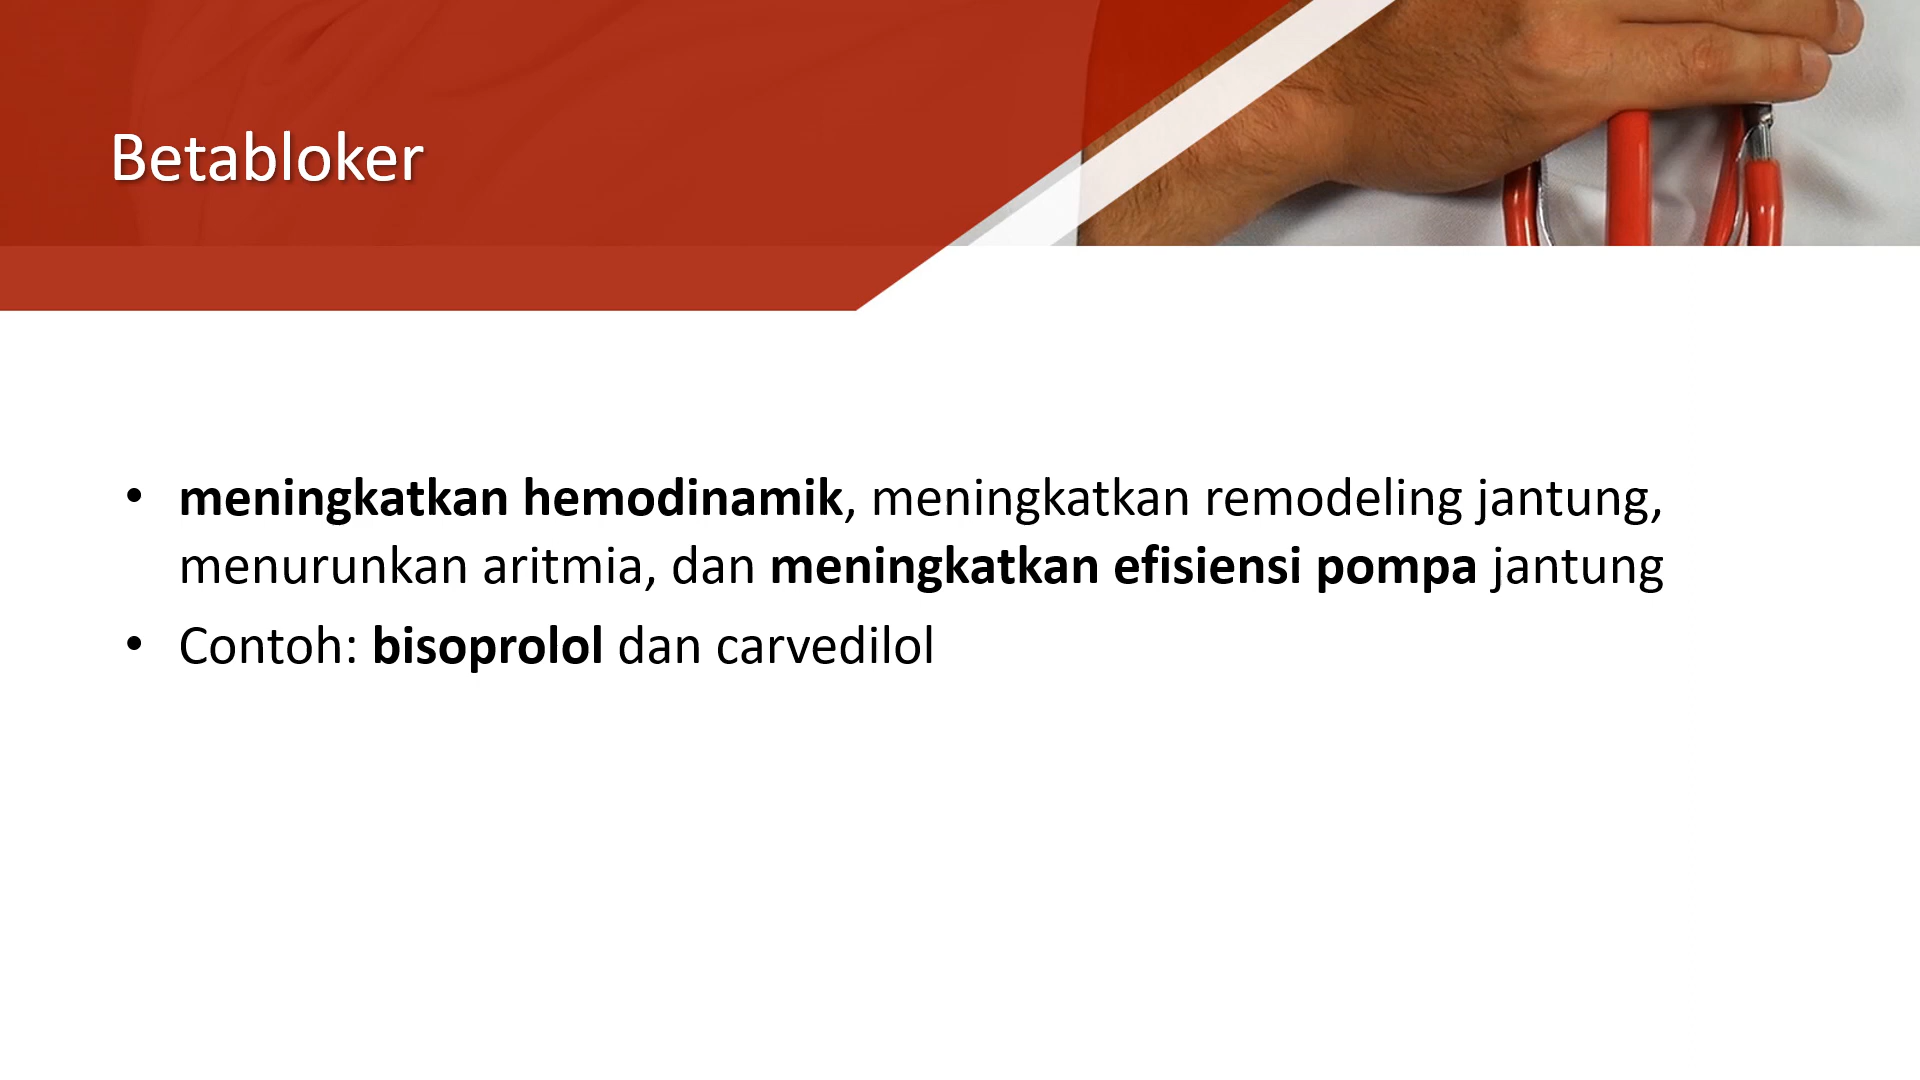 Betabloker
• meningkatkan hemodinamik, meningkatkan remodeling jantung,
menurunkan aritmia, dan meningkatkan efisiensi pompa jantung
• Contoh: bisoprolol dan carvedilol